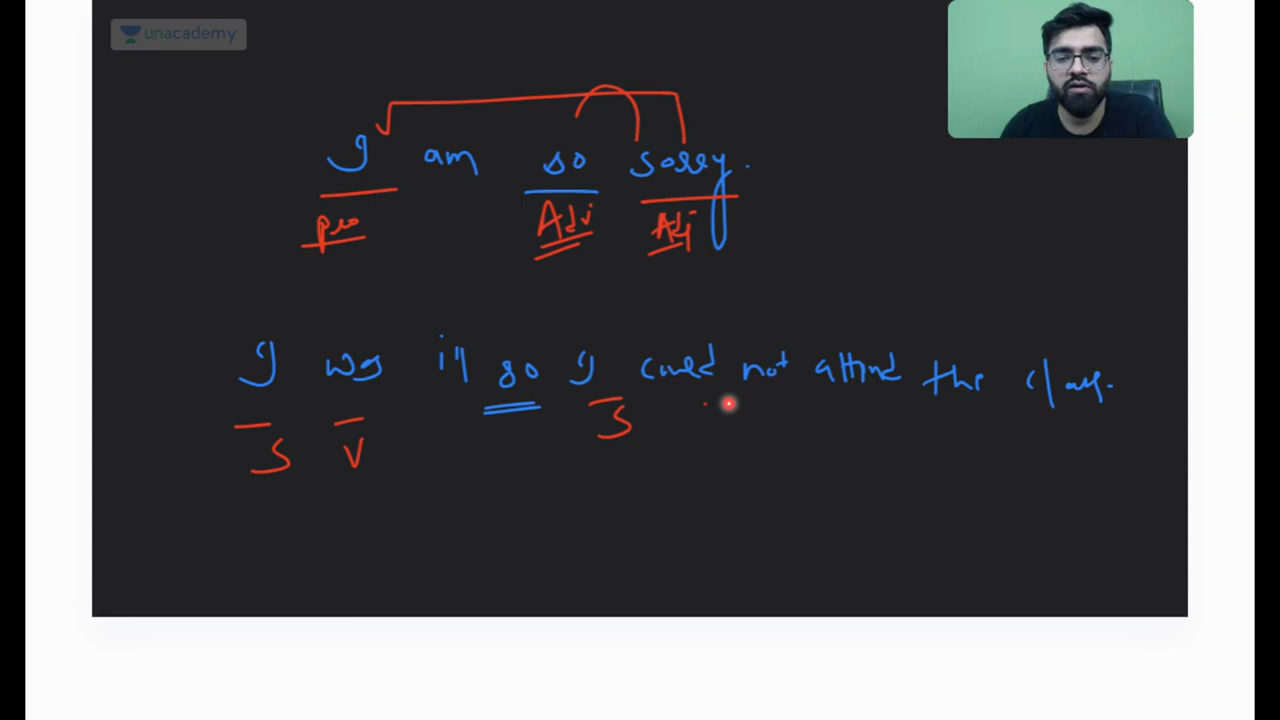 unacademy
I am so sorry.
pro Adv Adj
I was ill so I could not attend the class.
S V S